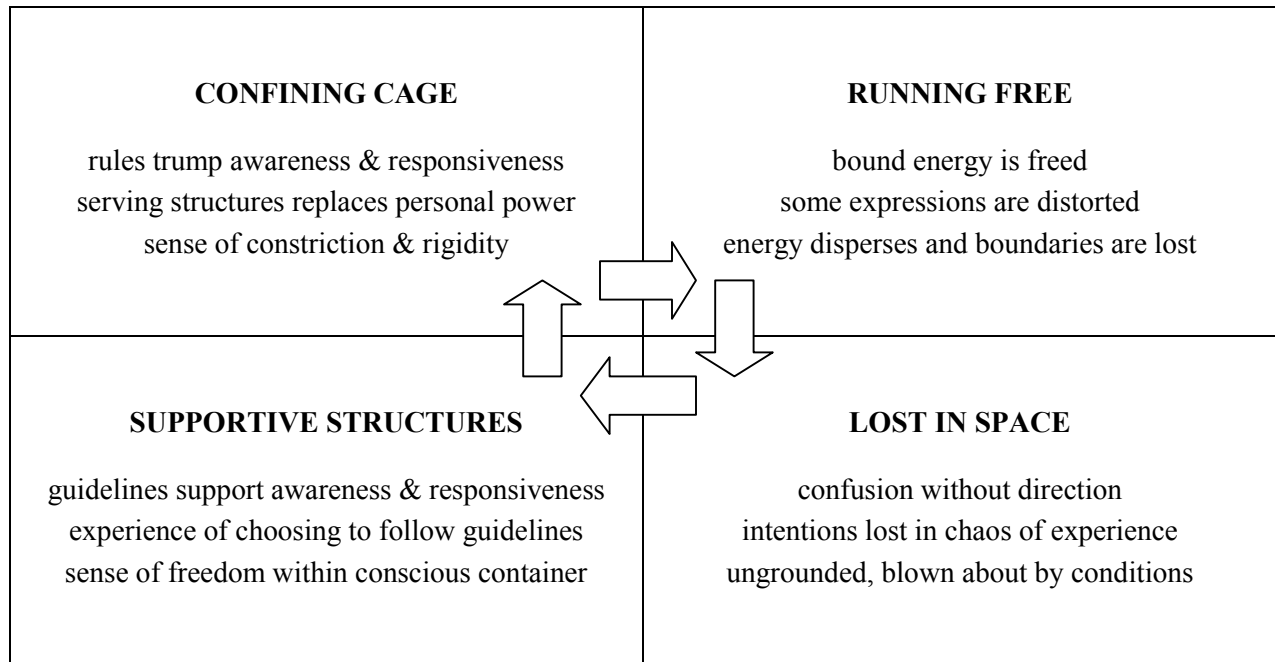 CONFINING CAGE
rules trump awareness & responsiveness
serving structures replaces personal power
sense of constriction & rigidity
RUNNING FREE
bound energy is freed
some expressions are distorted
energy disperses and boundaries are lost
SUPPORTIVE STRUCTURES
guidelines support awareness & responsiveness
experience of choosing to follow guidelines
sense of freedom within conscious container
LOST IN SPACE
confusion without direction
intentions lost in chaos of experience
ungrounded, blown about by conditions